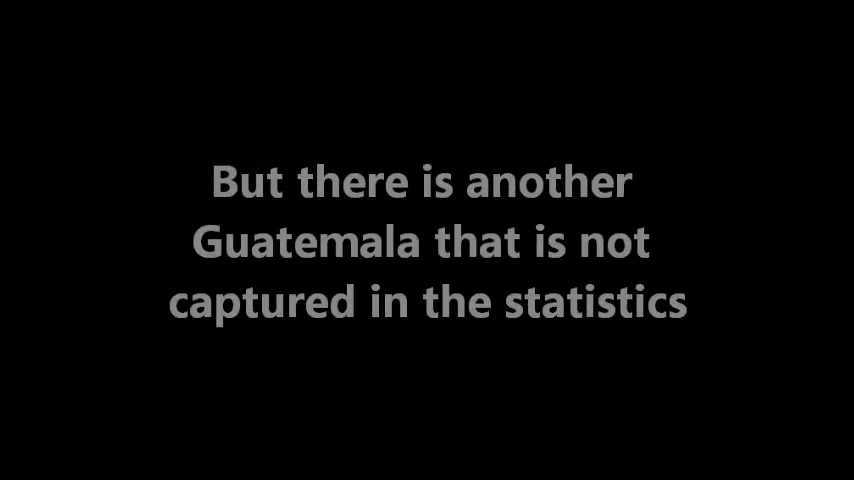 But there is another
Guatemala that is not
captured in the statistics